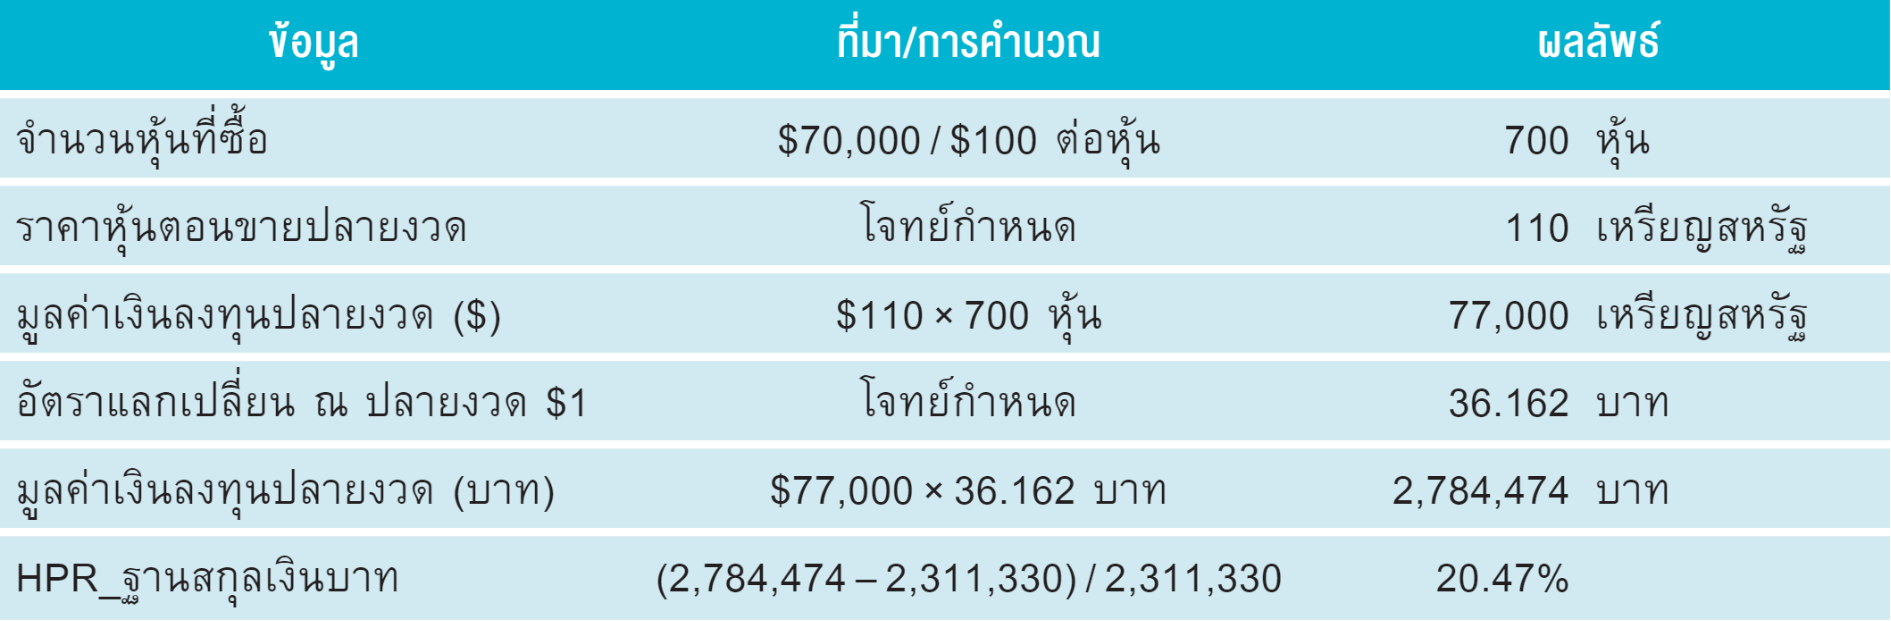 ข้อมูล ที่มา/การคำนวณ ผลลัพธ์
จำนวนหุ้นที่ซื้อ $70,000 / $100 ต่อหุ้น 700 หุ้น
ราคาหุ้นตอนขายปลายงวด โจทย์กำหนด 110 เหรียญสหรัฐ
มูลค่าเงินลงทุนปลายงวด ($) $110 × 700 หุ้น 77,000 เหรียญสหรัฐ
อัตราแลกเปลี่ยน ณ ปลายงวด $1 โจทย์กำหนด 36.162 บาท
มูลค่าเงินลงทุนปลายงวด (บาท) $77,000 × 36.162 บาท 2,784,474 บาท
HPR_ฐานสกุลเงินบาท (2,784,474 – 2,311,330) / 2,311,330 20.47%